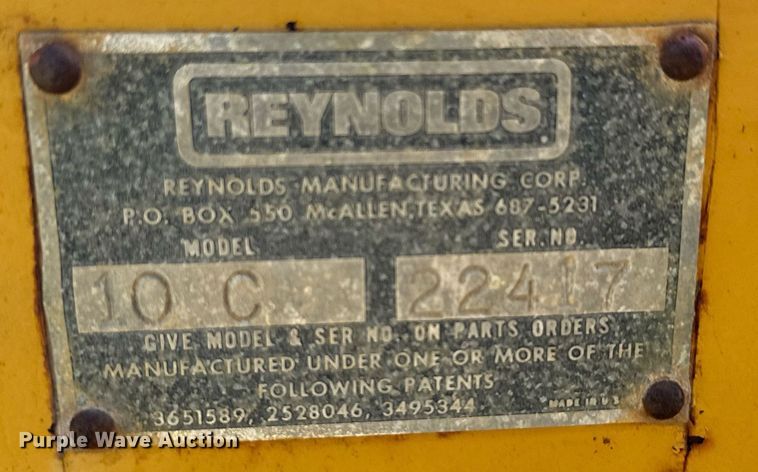 REYNOLDS
REYNOLDS MANUFACTURING CORP.
P.O. BOX 550 McALLEN, TEXAS 687-5231
MODEL SER. NO.
10 C 22417
GIVE MODEL & SER NO. ON PARTS ORDERS
MANUFACTURED UNDER ONE OR MORE OF THE
FOLLOWING PATENTS
3651589, 2528046, 3495344
MADE IN U.S.
Purple Wave Auction